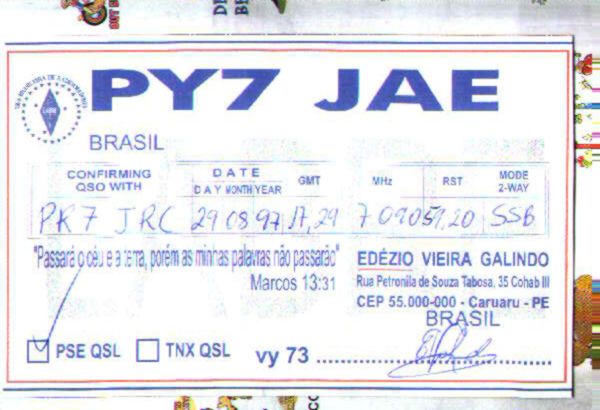 PY7 JAE
BRASIL
CONFIRMING QSO WITH
DATE
DAY MONTH YEAR
GMT
MHz
RST
MODE 2-WAY
PR7 JRC 29 08 97 17,29 7.090 59,20 SSB
"Passará o céu e a terra, porém as minhas palavras não passarão"
Marcos 13:31
EDÉZIO VIEIRA GALINDO
Rua Petronila de Souza Tabosa, 35 Cohab III
CEP 55.000-000 - Caruaru - PE
BRASIL
PSE QSL TNX QSL vy 73